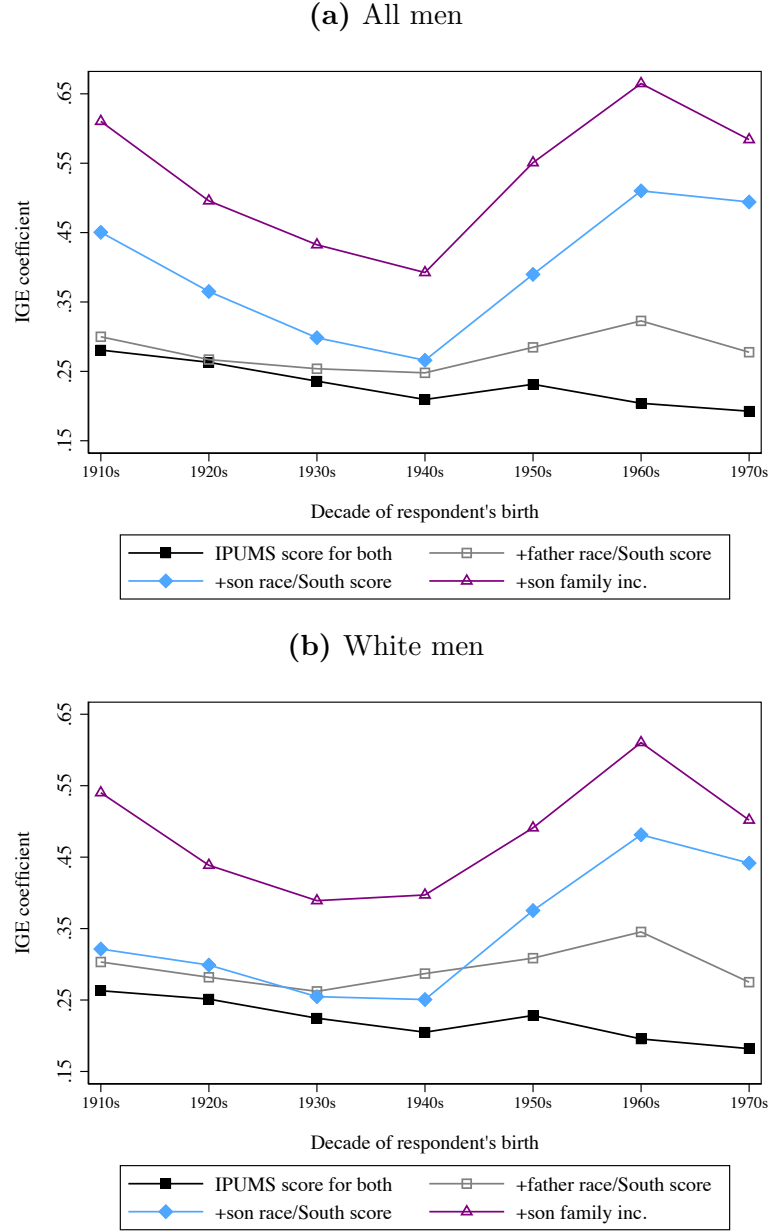 (a) All men
.65
.55
.45
.35
.25
.15
IGE coefficient
1910s 1920s 1930s 1940s 1950s 1960s 1970s
Decade of respondent's birth
IPUMS score for both +father race/South score
+son race/South score +son family inc.
(b) White men
.65
.55
.45
.35
.25
.15
IGE coefficient
1910s 1920s 1930s 1940s 1950s 1960s 1970s
Decade of respondent's birth
IPUMS score for both +father race/South score
+son race/South score +son family inc.